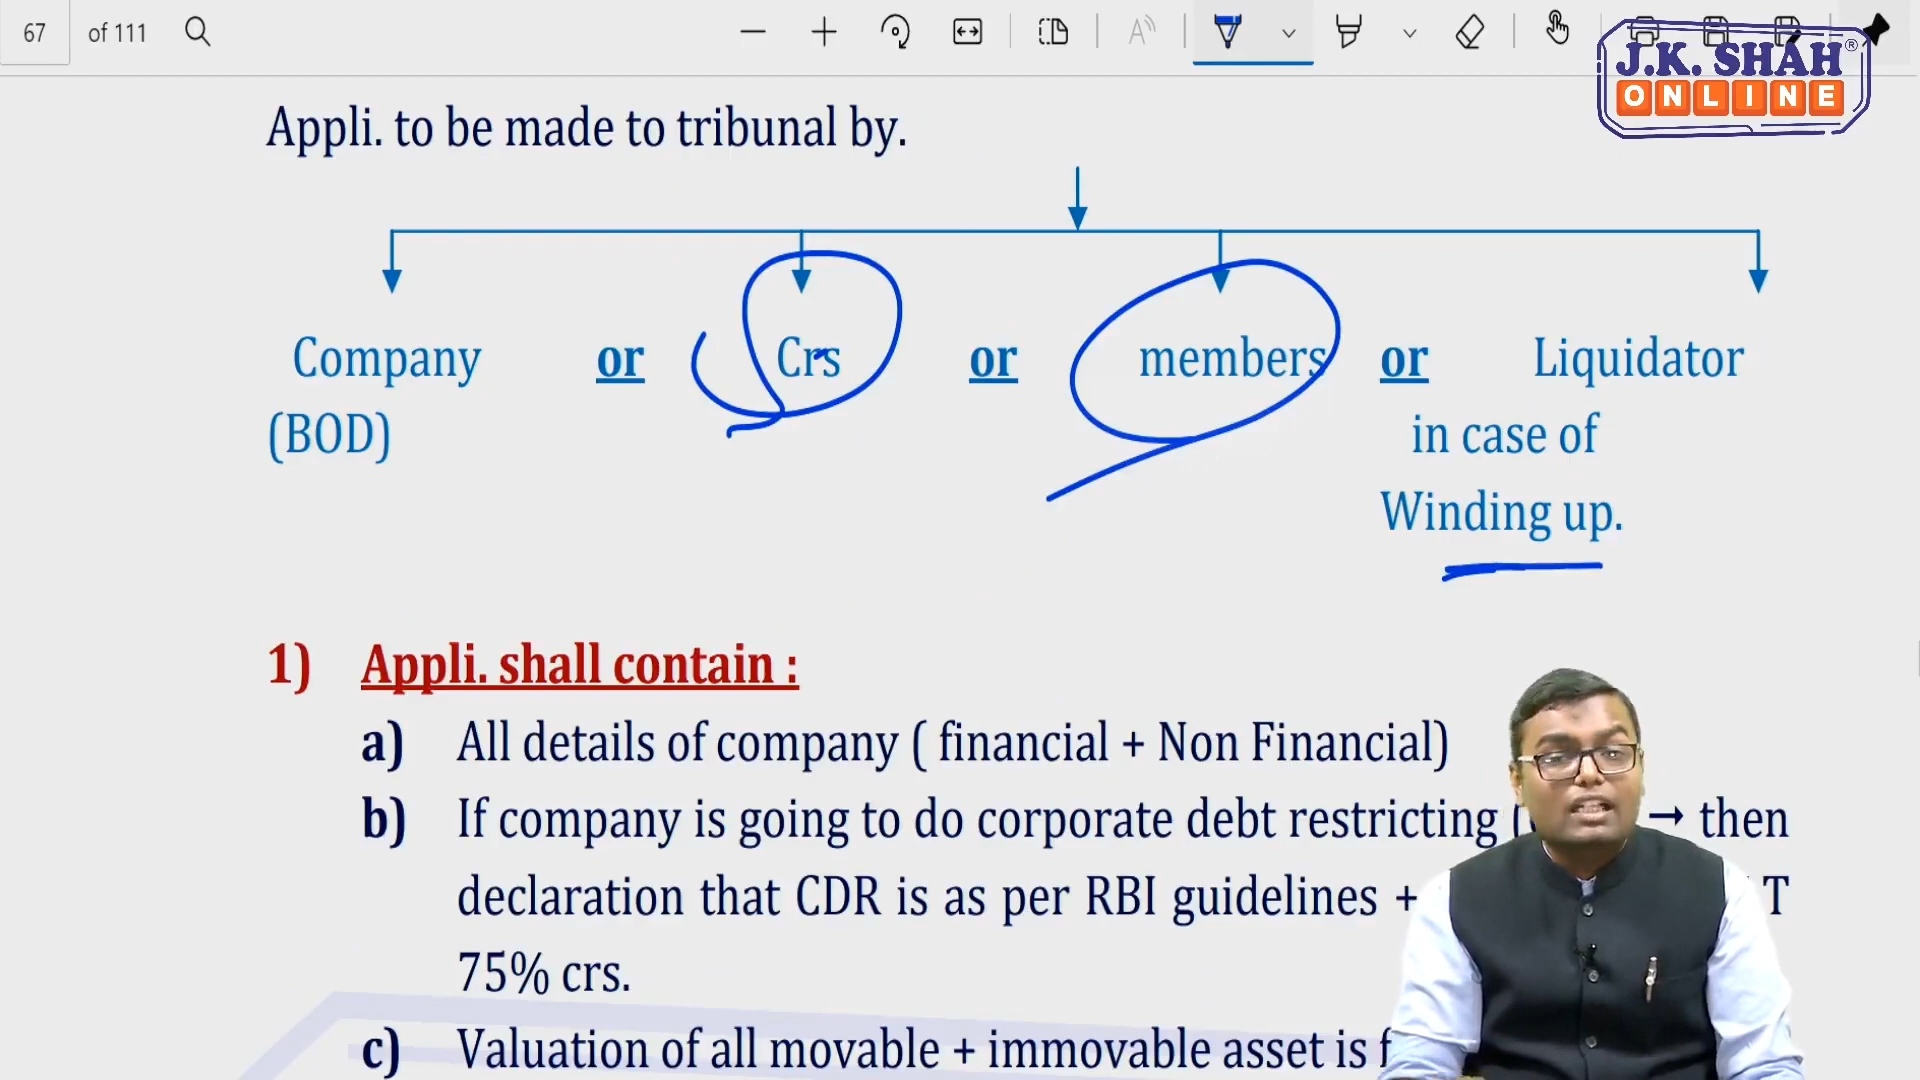 67 of 111
J.K. SHAH®
ONLINE
Appli. to be made to tribunal by.
Company or Crs or members or Liquidator
(BOD) in case of
Winding up.
1) Appli. shall contain :
a) All details of company ( financial + Non Financial)
b) If company is going to do corporate debt restricting ( → then
declaration that CDR is as per RBI guidelines + T
75% crs.
c) Valuation of all movable + immovable asset is